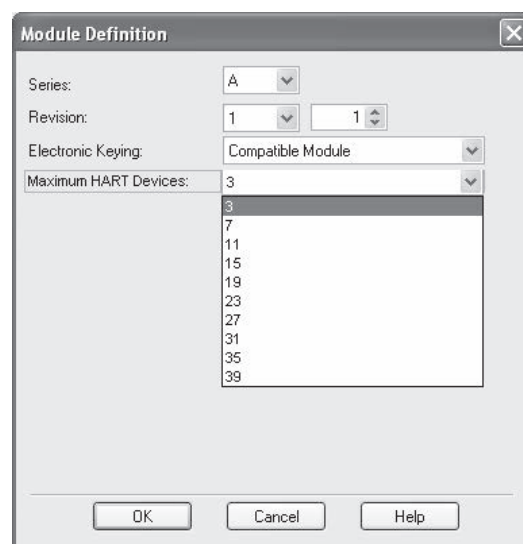 Module Definition
Series: A
Revision: 1 1
Electronic Keying: Compatible Module
Maximum HART Devices: 3
3
7
11
15
19
23
27
31
35
39
OK Cancel Help